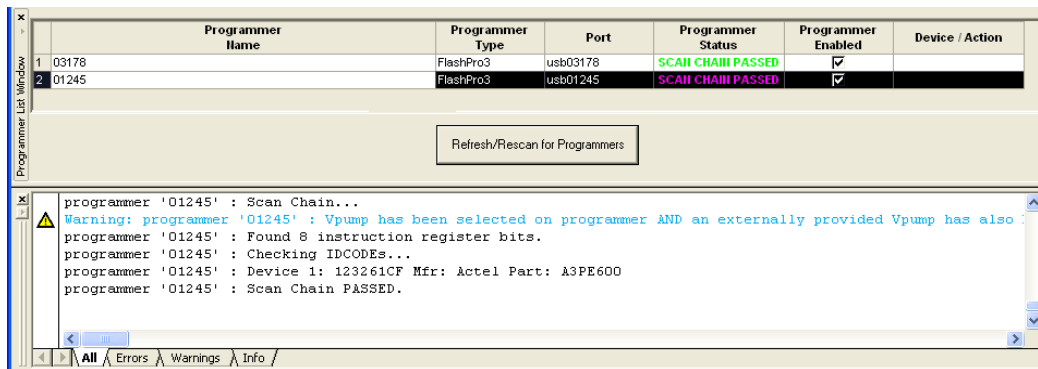 Programmer List Window
Programmer Name Programmer Type Port Programmer Status Programmer Enabled Device / Action
1 03178 FlashPro3 usb03178 SCAN CHAIN PASSED
2 01245 FlashPro3 usb01245 SCAN CHAIN PASSED
Refresh/Rescan for Programmers
programmer '01245' : Scan Chain...
Warning: programmer '01245' : Vpump has been selected on programmer AND an externally provided Vpump has also
programmer '01245' : Found 8 instruction register bits.
programmer '01245' : Checking IDCODEs...
programmer '01245' : Device 1: 123261CF Mfr: Actel Part: A3PE600
programmer '01245' : Scan Chain PASSED.
All Errors Warnings Info